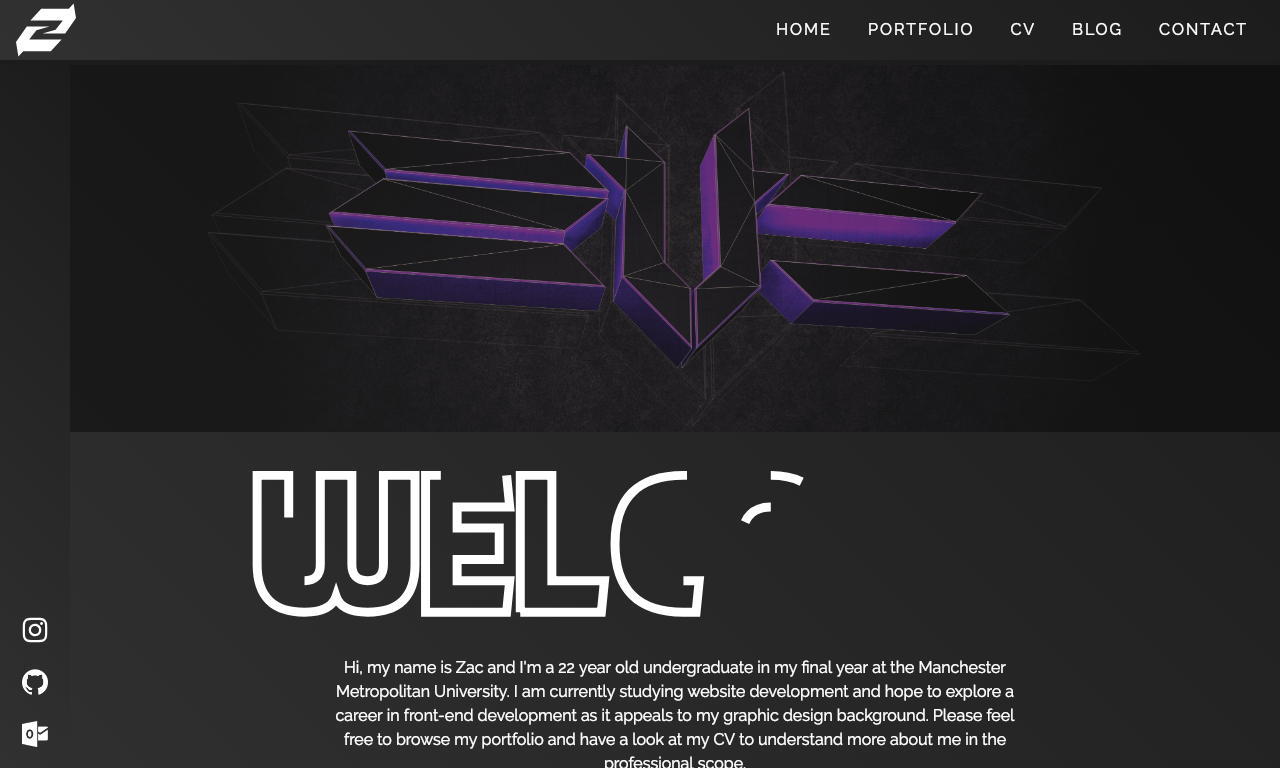 HOME PORTFOLIO CV BLOG CONTACT
WELC
Hi, my name is Zac and I'm a 22 year old undergraduate in my final year at the Manchester
Metropolitan University. I am currently studying website development and hope to explore a
career in front-end development as it appeals to my graphic design background. Please feel
free to browse my portfolio and have a look at my CV to understand more about me in the
professional scope.